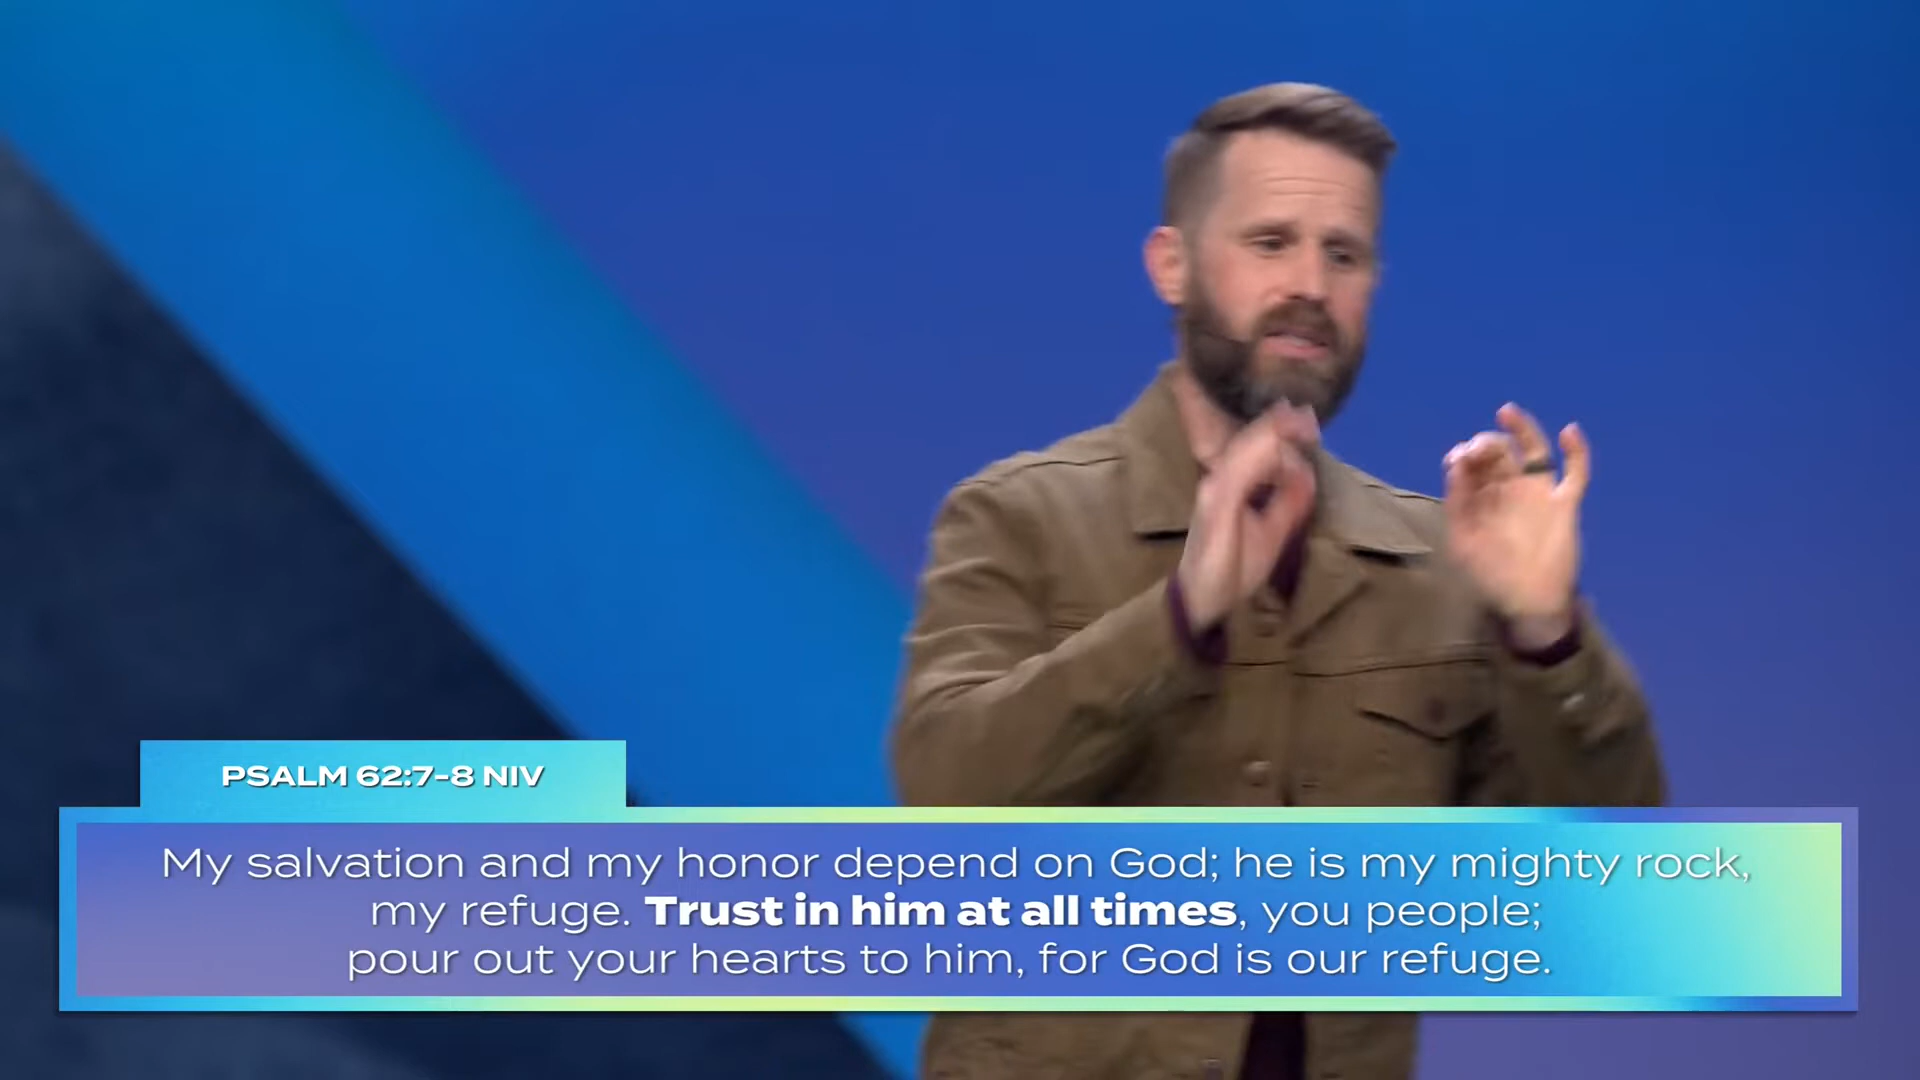 PSALM 62:7-8 NIV
My salvation and my honor depend on God; he is my mighty rock,
my refuge. Trust in him at all times, you people;
pour out your hearts to him, for God is our refuge.